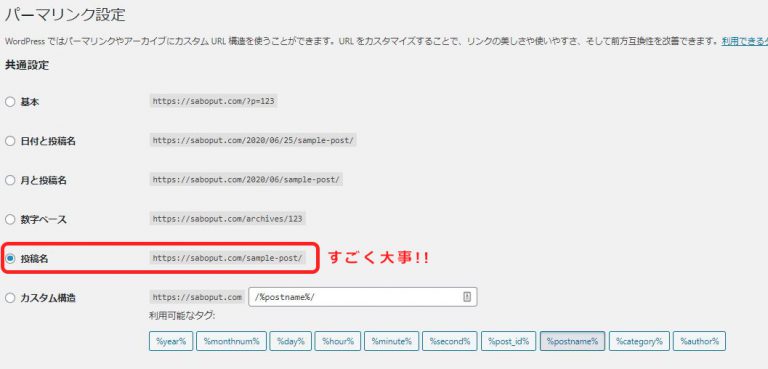 パーマリンク設定
WordPress ではパーマリンクやアーカイブにカスタム URL 構造を使うことができます。URL をカスタマイズすることで、リンクの美しさや使いやすさ、そして前方互換性を改善できます。利用できるタ
共通設定
基本 https://saboput.com/?p=123
日付と投稿名 https://saboput.com/2020/06/25/sample-post/
月と投稿名 https://saboput.com/2020/06/sample-post/
数字ベース https://saboput.com/archives/123
投稿名 https://saboput.com/sample-post/ すごく大事!!
カスタム構造 https://saboput.com /%postname%/
利用可能なタグ:
%year% %monthnum% %day% %hour% %minute% %second% %post_id% %postname% %category% %author%